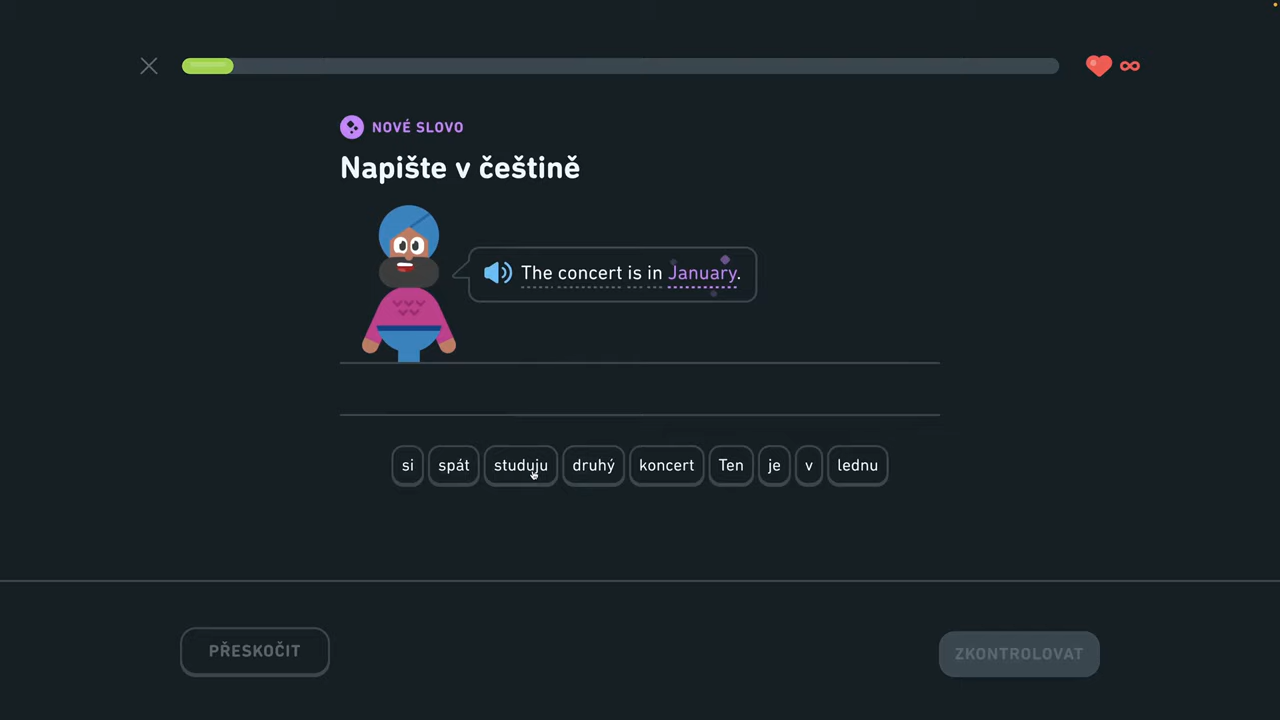 NOVÉ SLOVO
Napište v češtině
The concert is in January.
si spát studuju druhý koncert Ten je v lednu
PŘESKOČIT ZKONTROLOVAT